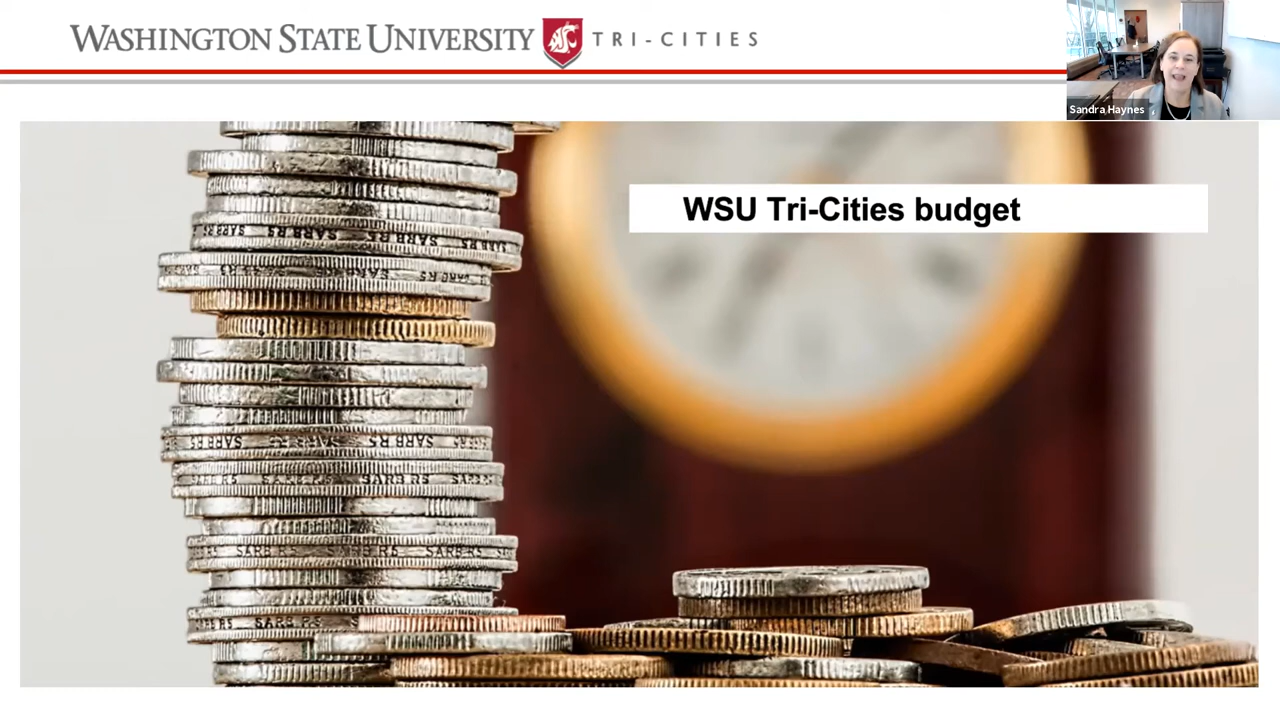 WASHINGTON STATE UNIVERSITY TRI-CITIES
Sandra Haynes
WSU Tri-Cities budget